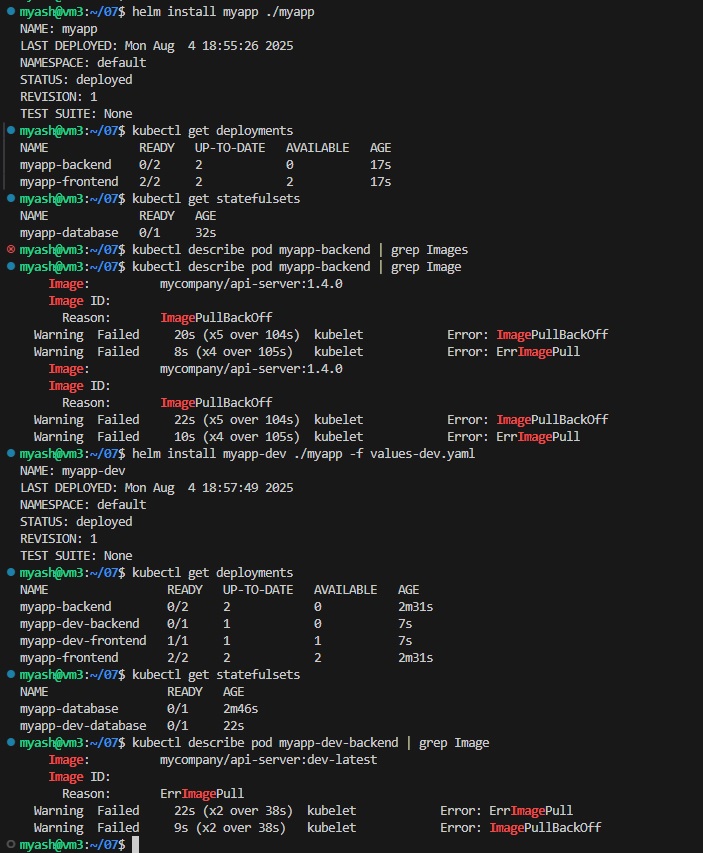 myash@vm3:~/07$ helm install myapp ./myapp
NAME: myapp
LAST DEPLOYED: Mon Aug  4 18:55:26 2025
NAMESPACE: default
STATUS: deployed
REVISION: 1
TEST SUITE: None
myash@vm3:~/07$ kubectl get deployments
NAME             READY   UP-TO-DATE   AVAILABLE   AGE
myapp-backend    0/2     2            0           17s
myapp-frontend   2/2     2            2           17s
myash@vm3:~/07$ kubectl get statefulsets
NAME             READY   AGE
myapp-database   0/1     32s
myash@vm3:~/07$ kubectl describe pod myapp-backend | grep Images
myash@vm3:~/07$ kubectl describe pod myapp-backend | grep Image
    Image:          mycompany/api-server:1.4.0
    Image ID:
      Reason:       ImagePullBackOff
  Warning  Failed     20s (x5 over 104s)  kubelet            Error: ImagePullBackOff
  Warning  Failed     8s (x4 over 105s)   kubelet            Error: ErrImagePull
    Image:          mycompany/api-server:1.4.0
    Image ID:
      Reason:       ImagePullBackOff
  Warning  Failed     22s (x5 over 104s)  kubelet            Error: ImagePullBackOff
  Warning  Failed     10s (x4 over 105s)  kubelet            Error: ErrImagePull
myash@vm3:~/07$ helm install myapp-dev ./myapp -f values-dev.yaml
NAME: myapp-dev
LAST DEPLOYED: Mon Aug  4 18:57:49 2025
NAMESPACE: default
STATUS: deployed
REVISION: 1
TEST SUITE: None
myash@vm3:~/07$ kubectl get deployments
NAME                 READY   UP-TO-DATE   AVAILABLE   AGE
myapp-backend        0/2     2            0           2m31s
myapp-dev-backend    0/1     1            0           7s
myapp-dev-frontend   1/1     1            1           7s
myapp-frontend       2/2     2            2           2m31s
myash@vm3:~/07$ kubectl get statefulsets
NAME                 READY   AGE
myapp-database       0/1     2m46s
myapp-dev-database   0/1     22s
myash@vm3:~/07$ kubectl describe pod myapp-dev-backend | grep Image
    Image:          mycompany/api-server:dev-latest
    Image ID:
      Reason:       ErrImagePull
  Warning  Failed     22s (x2 over 38s)  kubelet            Error: ErrImagePull
  Warning  Failed     9s (x2 over 38s)   kubelet            Error: ImagePullBackOff
myash@vm3:~/07$